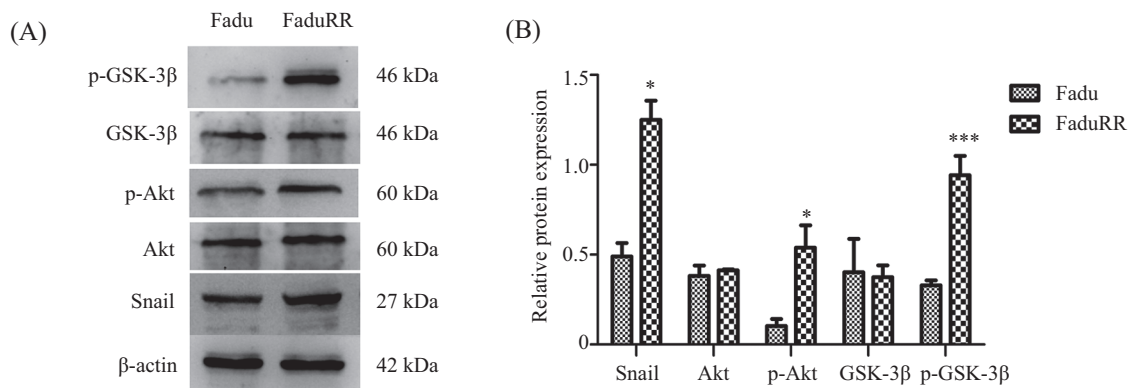 (A)
Fadu FaduRR
p-GSK-3β 46 kDa
GSK-3β 46 kDa
p-Akt 60 kDa
Akt 60 kDa
Snail 27 kDa
β-actin 42 kDa
(B)
Relative protein expression
1.5
1.0
0.5
0
*
*
***
Snail Akt p-Akt GSK-3β p-GSK-3β
Fadu
FaduRR